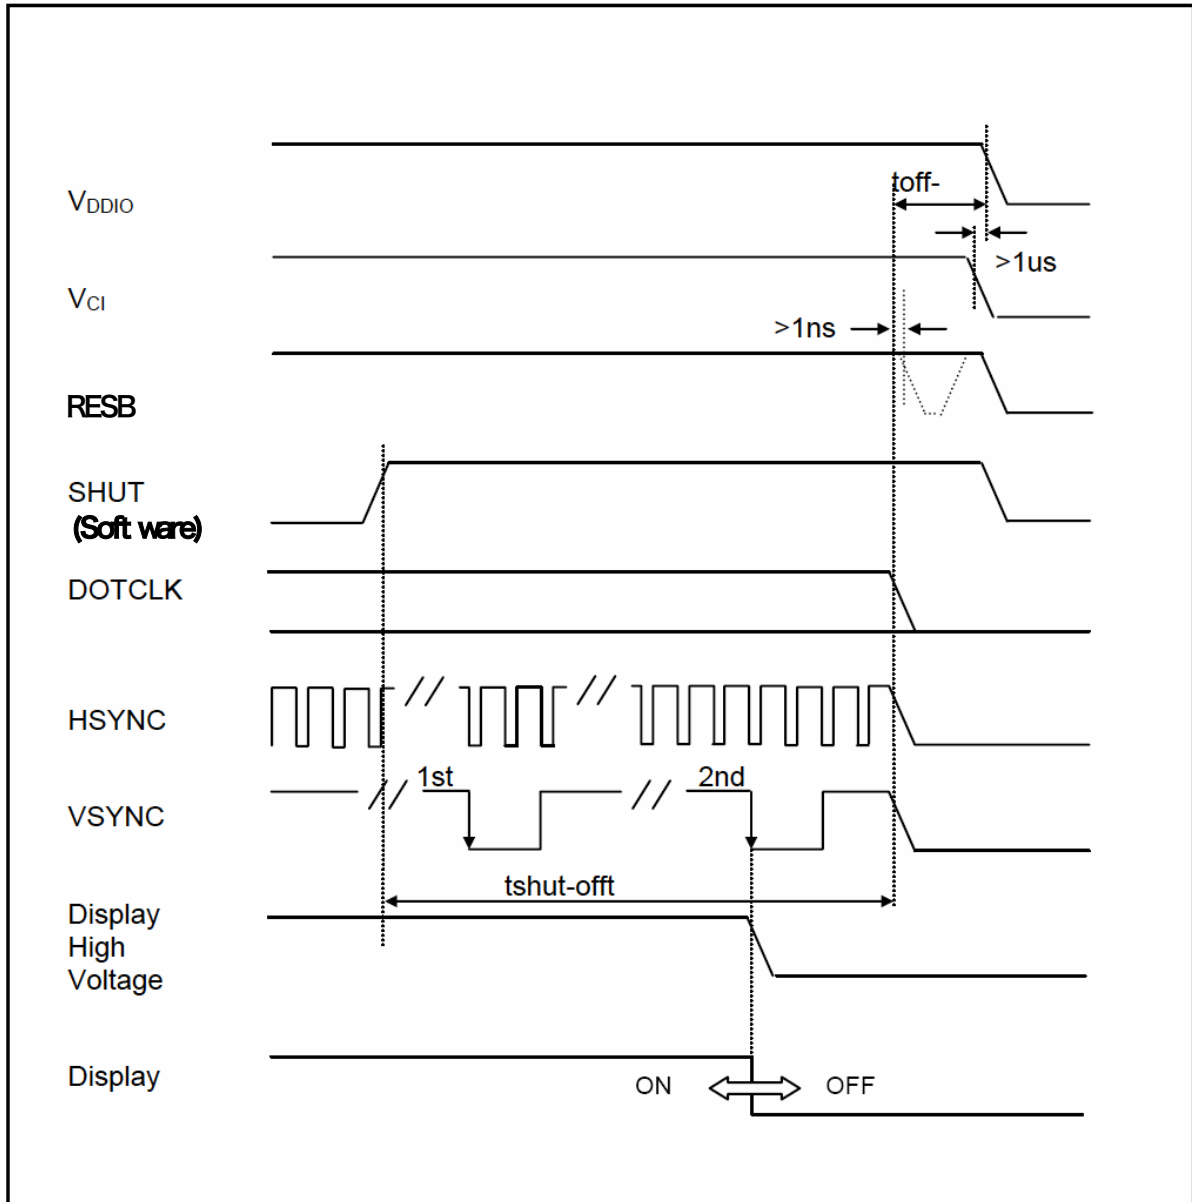 toff-
VDDIO
>1us
VCI
>1ns
RESB
SHUT
(Soft ware)
DOTCLK
HSYNC
1st
2nd
VSYNC
tshut-offt
Display
High
Voltage
Display
ON
OFF